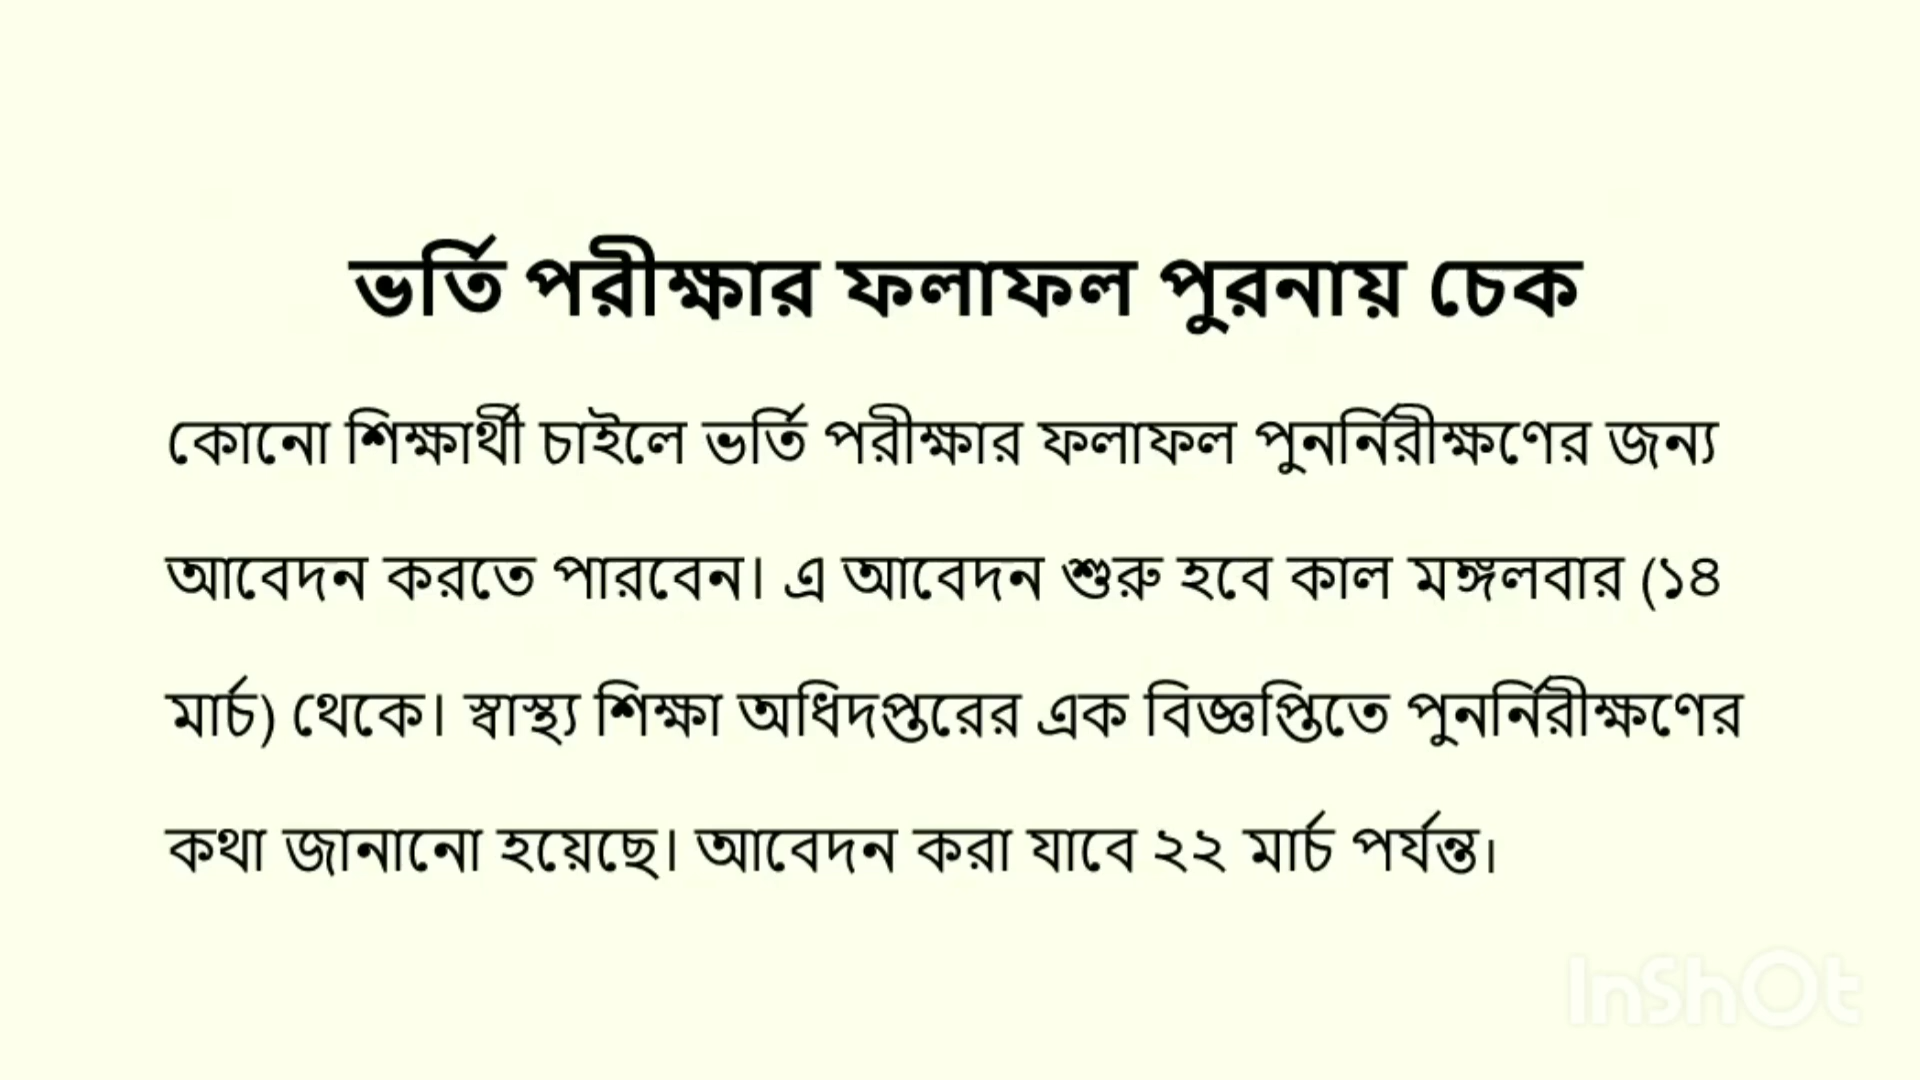 ভর্তি পরীক্ষার ফলাফল পুরনায় চেক
কোনো শিক্ষার্থী চাইলে ভর্তি পরীক্ষার ফলাফল পুনর্নিরীক্ষণের জন্য
আবেদন করতে পারবেন। এ আবেদন শুরু হবে কাল মঙ্গলবার (১৪
মার্চ) থেকে। স্বাস্থ্য শিক্ষা অধিদপ্তরের এক বিজ্ঞপ্তিতে পুনর্নিরীক্ষণের
কথা জানানো হয়েছে। আবেদন করা যাবে ২২ মার্চ পর্যন্ত।
InShOt